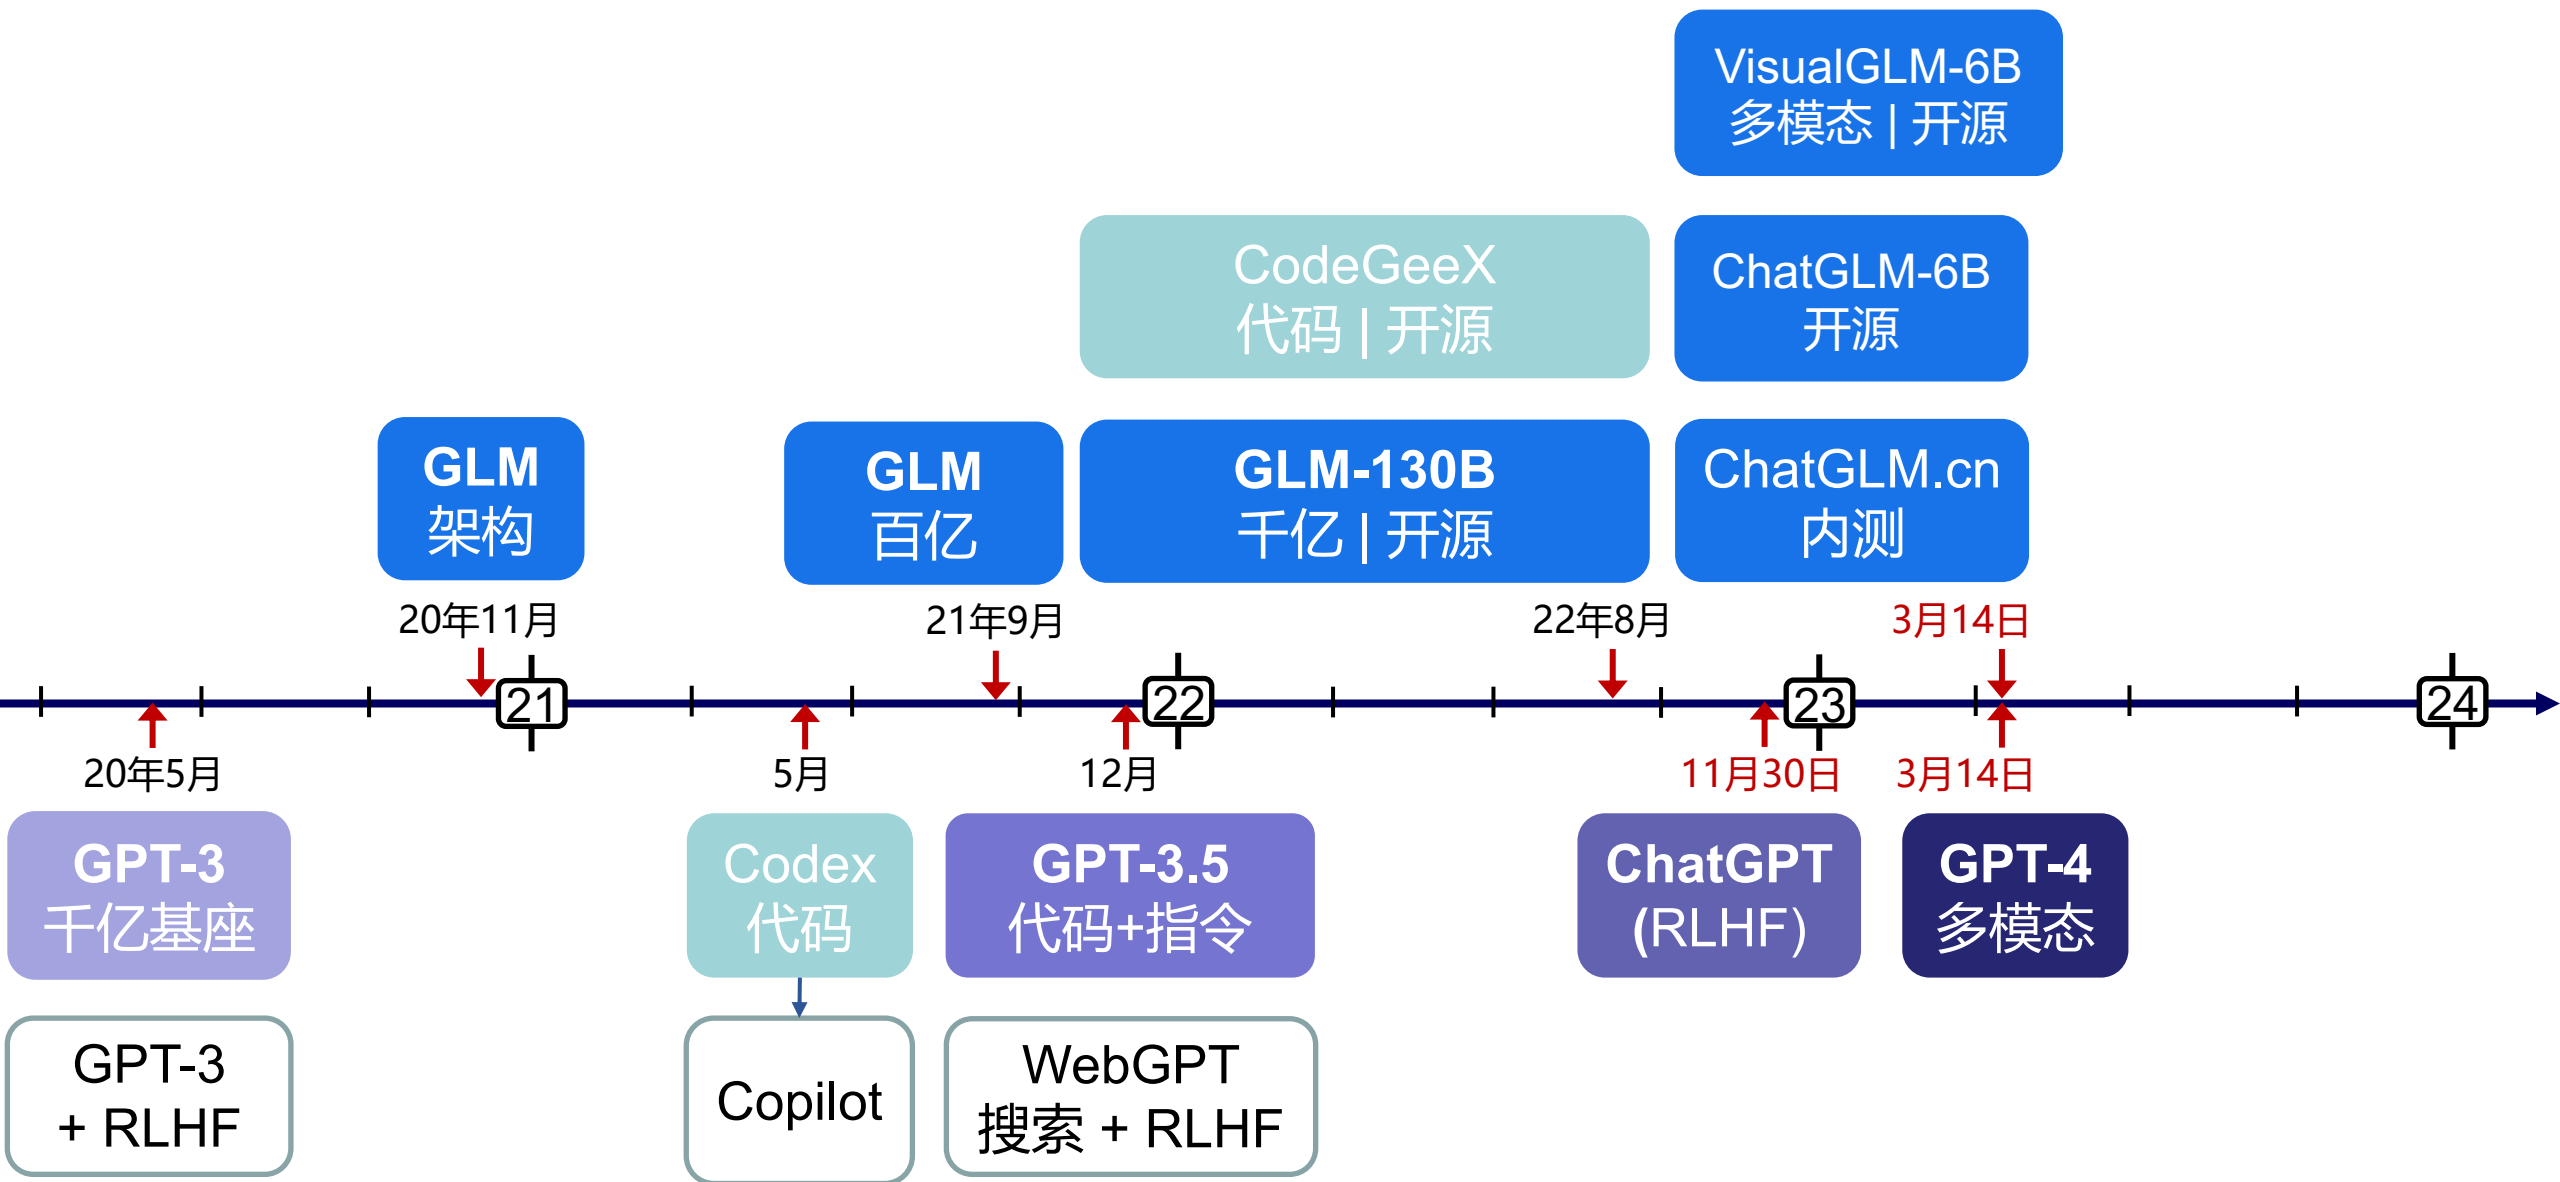 VisualGLM-6B
多模态 | 开源
CodeGeeX
代码 | 开源
ChatGLM-6B
开源
GLM
架构
GLM
百亿
GLM-130B
千亿 | 开源
ChatGLM.cn
内测
20年11月
21年9月
22年8月
3月14日
21
22
23
24
20年5月
5月
12月
11月30日
3月14日
GPT-3
千亿基座
Codex
代码
GPT-3.5
代码+指令
ChatGPT
(RLHF)
GPT-4
多模态
GPT-3
+ RLHF
Copilot
WebGPT
搜索 + RLHF